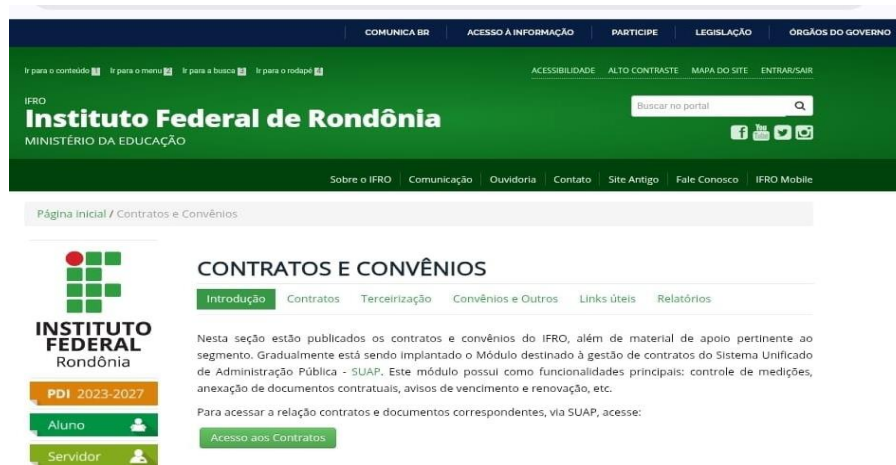 COMUNICA BR ACESSO À INFORMAÇÃO PARTICIPE LEGISLAÇÃO ÓRGÃOS DO GOVERNO
Ir para o conteúdo 1 Ir para o menu 2 Ir para a busca 3 Ir para o rodapé 4 ACESSIBILIDADE ALTO CONTRASTE MAPA DO SITE ENTRAR/SAIR
IFRO
Instituto Federal de Rondônia
MINISTÉRIO DA EDUCAÇÃO
Buscar no portal
You Tube
Sobre o IFRO Comunicação Ouvidoria Contato Site Antigo Fale Conosco IFRO Mobile
Página inicial / Contratos e Convênios
INSTITUTO
FEDERAL
Rondônia
PDI 2023-2027
Aluno
Servidor
CONTRATOS E CONVÊNIOS
Introdução Contratos Terceirização Convênios e Outros Links úteis Relatórios
Nesta seção estão publicados os contratos e convênios do IFRO, além de material de apoio pertinente ao
segmento. Gradualmente está sendo implantado o Módulo destinado à gestão de contratos do Sistema Unificado
de Administração Pública - SUAP. Este módulo possui como funcionalidades principais: controle de medições,
anexação de documentos contratuais, avisos de vencimento e renovação, etc.
Para acessar a relação contratos e documentos correspondentes, via SUAP, acesse:
Acesso aos Contratos